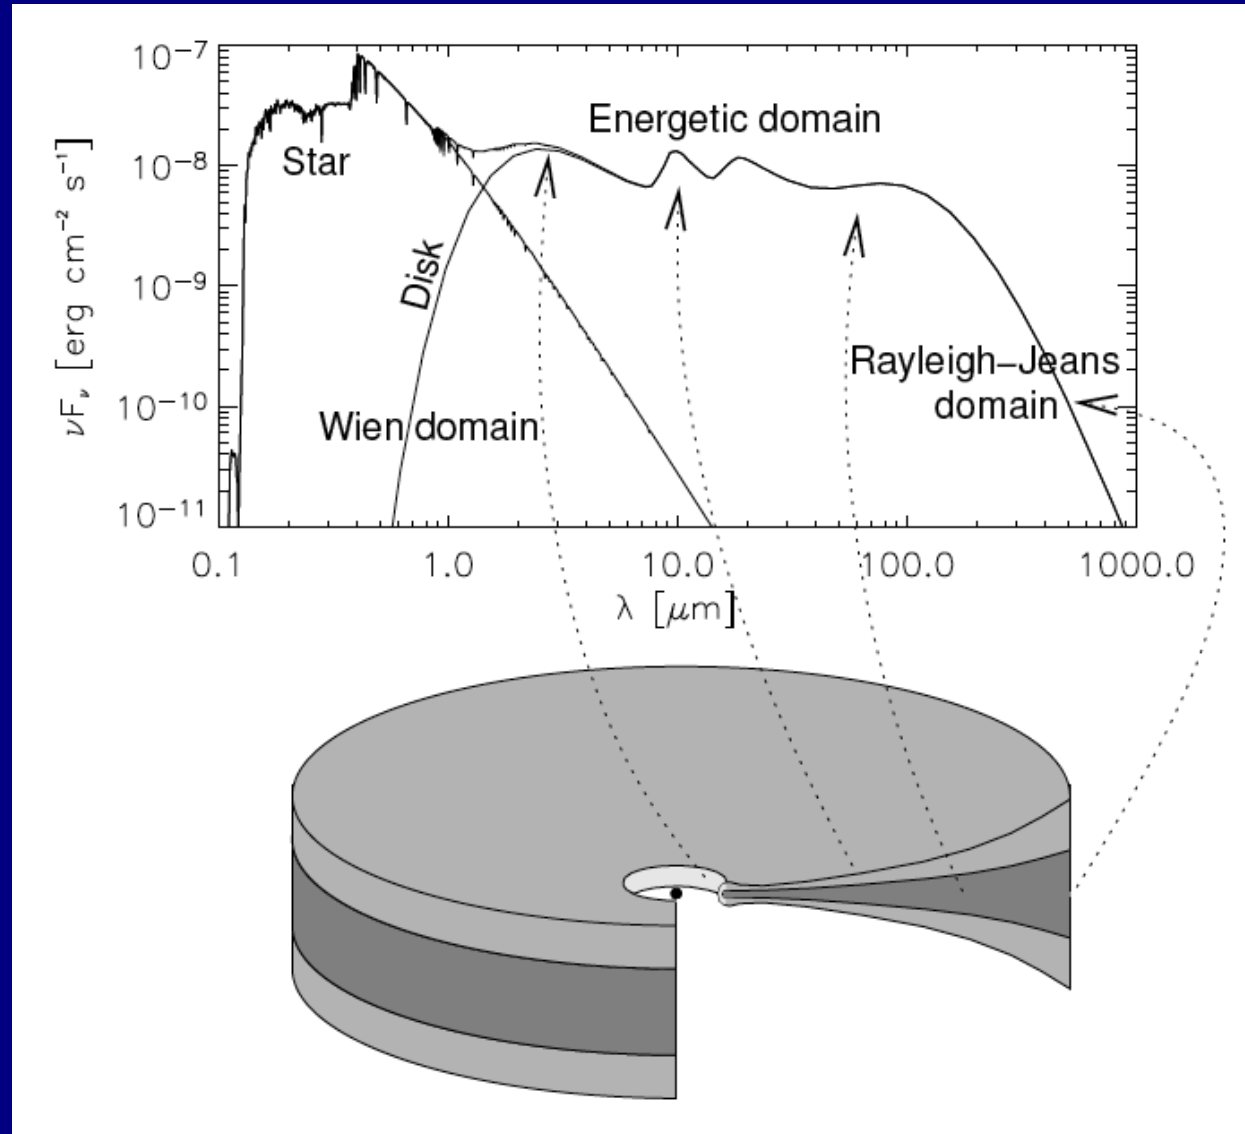 10⁻⁷
10⁻⁸
10⁻⁹
10⁻¹⁰
10⁻¹¹
νFᵥ [erg cm⁻² s⁻¹]
Energetic domain
Star
Disk
Rayleigh–Jeans
domain
Wien domain
0.1 1.0 10.0 100.0 1000.0
λ [μm]